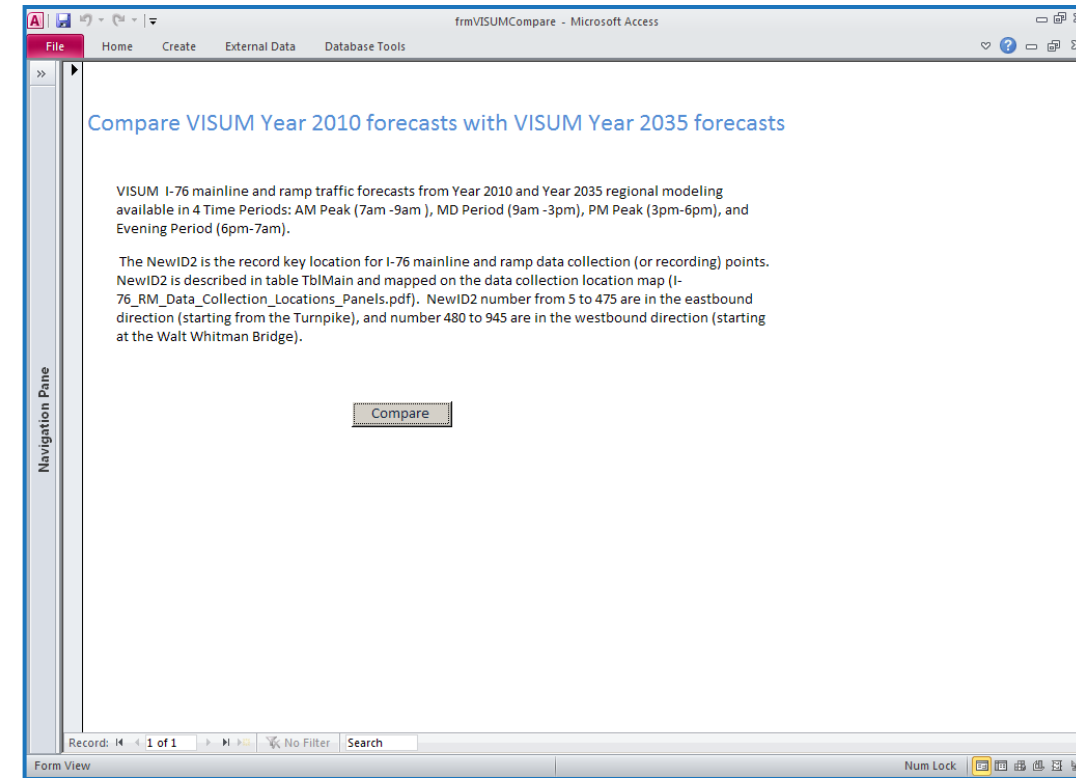 A
frmVISUMCompare - Microsoft Access
File Home Create External Data Database Tools
Compare VISUM Year 2010 forecasts with VISUM Year 2035 forecasts
VISUM I-76 mainline and ramp traffic forecasts from Year 2010 and Year 2035 regional modeling
available in 4 Time Periods: AM Peak (7am -9am ), MD Period (9am -3pm), PM Peak (3pm-6pm), and
Evening Period (6pm-7am).
The NewID2 is the record key location for I-76 mainline and ramp data collection (or recording) points.
NewID2 is described in table TblMain and mapped on the data collection location map (I-
76_RM_Data_Collection_Locations_Panels.pdf). NewID2 number from 5 to 475 are in the eastbound
direction (starting from the Turnpike), and number 480 to 945 are in the westbound direction (starting
at the Walt Whitman Bridge).
Compare
Navigation Pane
Record: 1 of 1 No Filter Search
Form View Num Lock